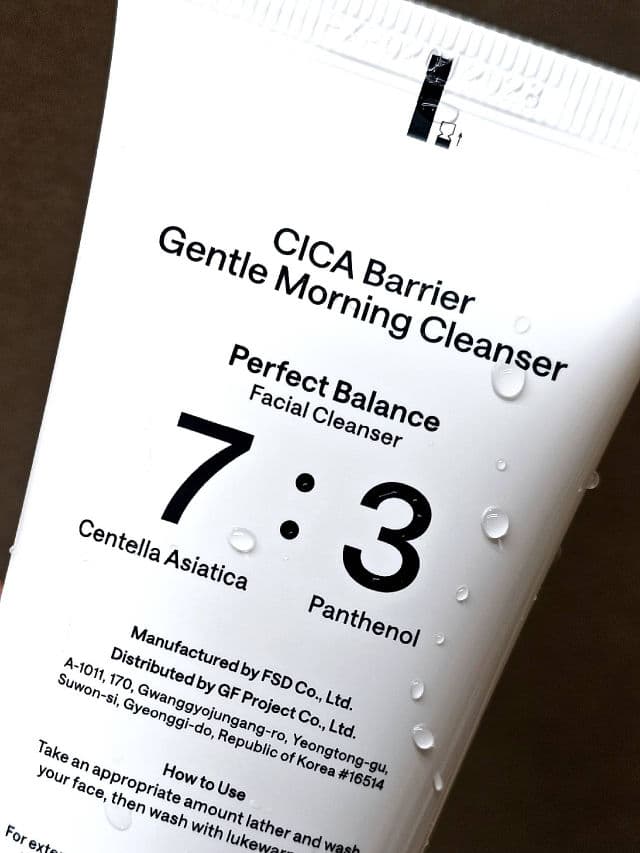 CICA Barrier
Gentle Morning Cleanser
Perfect Balance
Facial Cleanser
7 : 3
Centella Asiatica
Panthenol
Manufactured by FSD Co., Ltd.
Distributed by GF Project Co., Ltd.
A-1011, 170, Gwanggyojungang-ro, Yeongtong-gu,
Suwon-si, Gyeonggi-do, Republic of Korea #16514
How to Use
Take an appropriate amount lather and wash
your face, then wash with
For